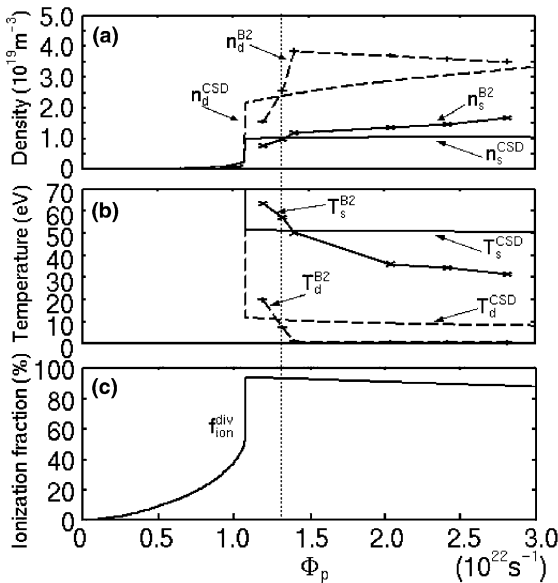 (a)
Density (10^19 m^-3)
5.0
4.0
3.0
2.0
1.0
0
n_d^B2
n_d^CSD
n_s^B2
n_s^CSD
(b)
Temperature (eV)
70
60
50
40
30
20
10
0
T_s^B2
T_s^CSD
T_d^B2
T_d^CSD
(c)
Ionization fraction (%)
100
80
60
40
20
0
f_ion^div
0.0 0.5 1.0 1.5 2.0 2.5 3.0
Φ_p (10^22 s^-1)